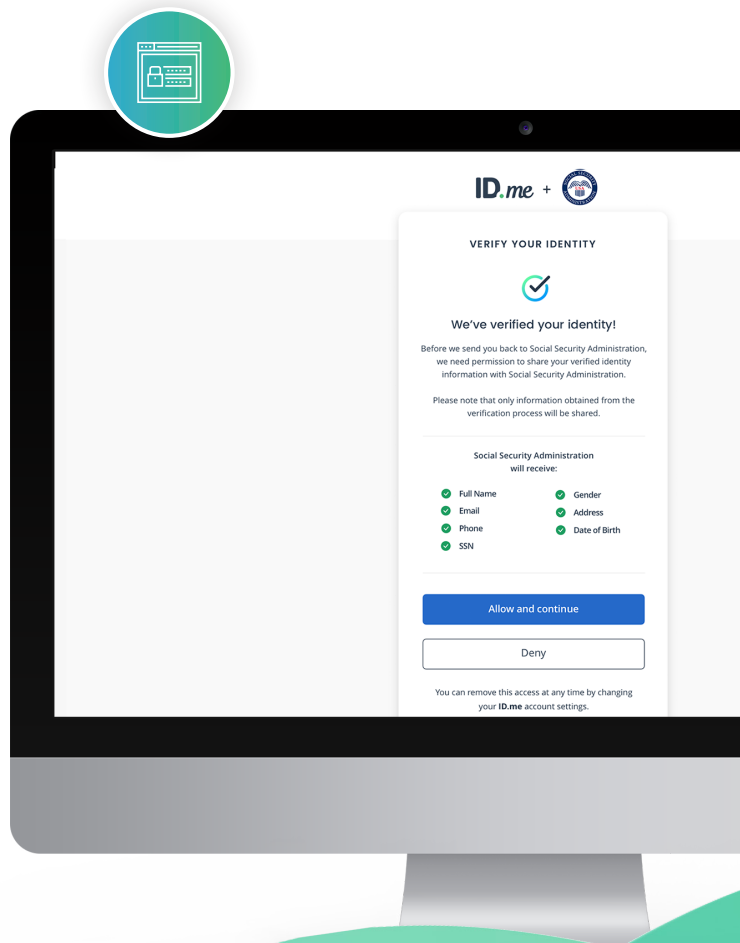 ID.me +
VERIFY YOUR IDENTITY
We’ve verified your identity!
Before we send you back to Social Security Administration,
we need permission to share your verified identity
information with Social Security Administration.
Please note that only information obtained from the
verification process will be shared.
Social Security Administration
will receive:
Full Name
Email
Phone
SSN
Gender
Address
Date of Birth
Allow and continue
Deny
You can remove this access at any time by changing
your ID.me account settings.